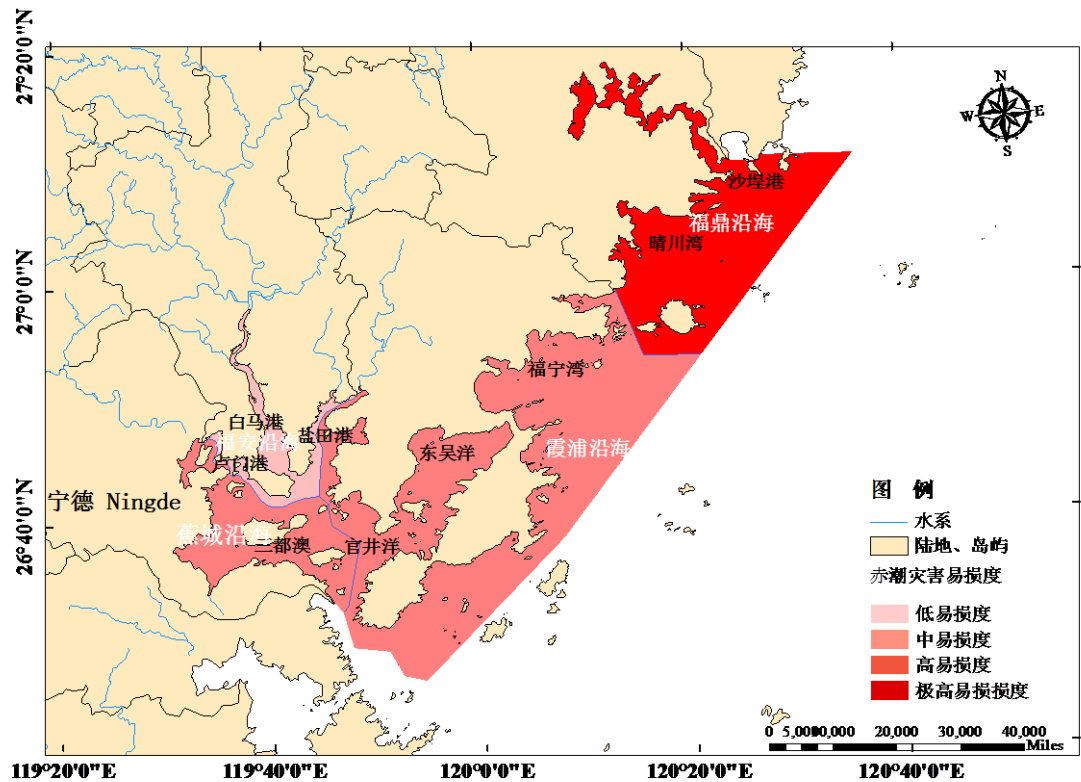 27°20'0"N
27°0'0"N
26°40'0"N
N
W E
S
沙埕港
福鼎沿海
晴川湾
福宁湾
白马港
福安沿海
盐田港
卢门港
东吴洋
霞浦沿海
宁德 Ningde
蕉城沿海
三都澳
官井洋
图 例
水系
陆地、岛屿
赤潮灾害易损度
低易损度
中易损度
高易损度
极高易损损度
0 5,00010,000 20,000 30,000 40,000
Miles
119°20'0"E 119°40'0"E 120°0'0"E 120°20'0"E 120°40'0"E